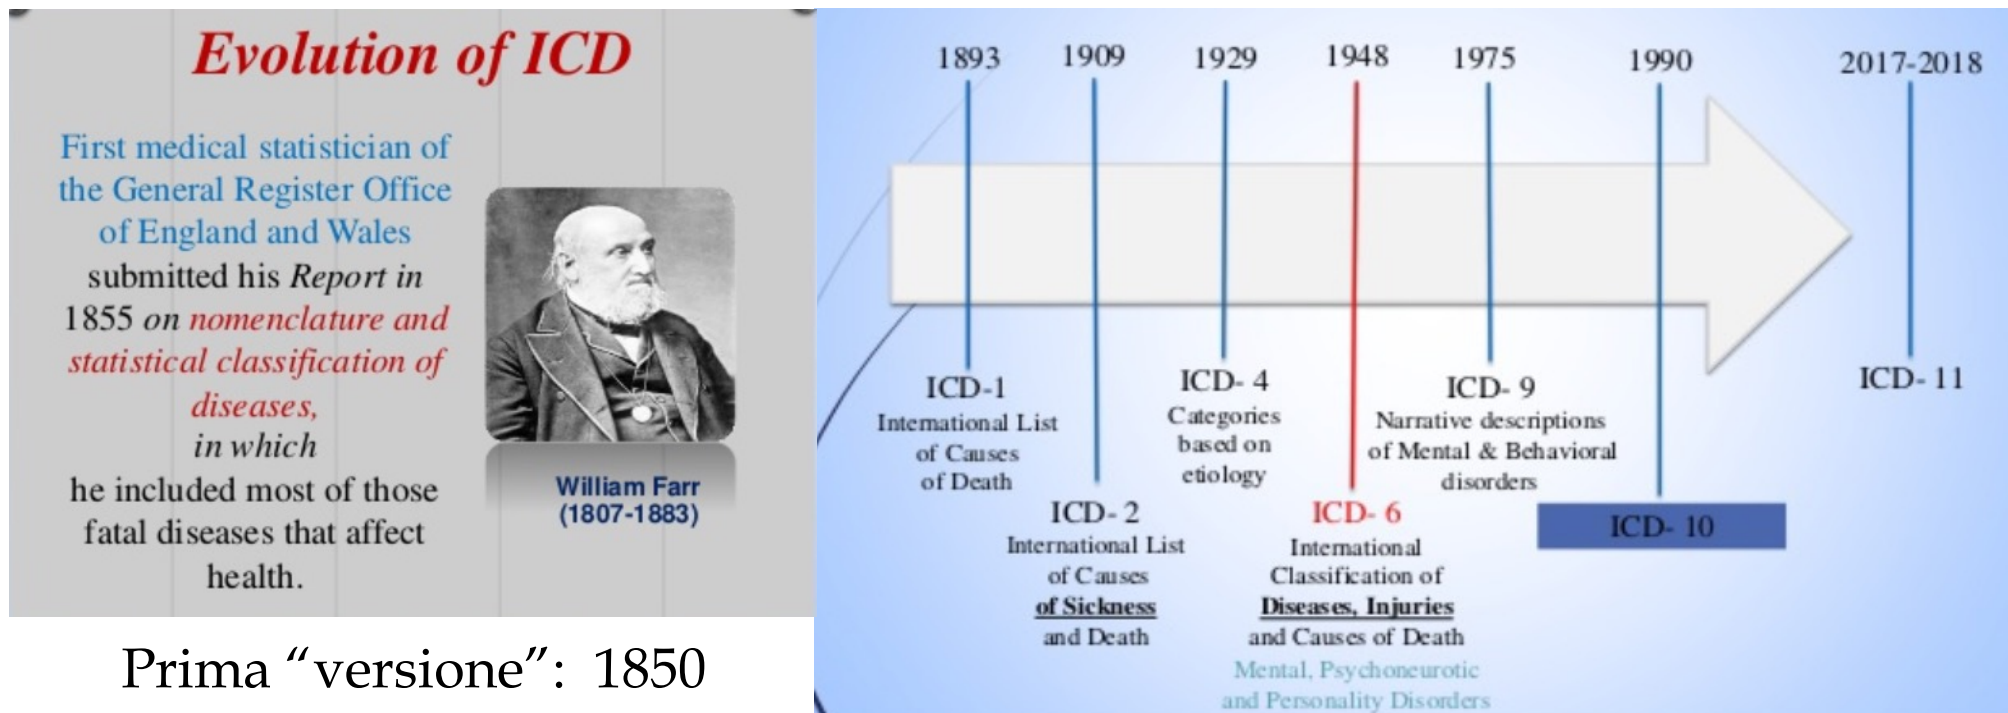 Evolution of ICD
First medical statistician of
the General Register Office
of England and Wales
submitted his Report in
1855 on nomenclature and
statistical classification of
diseases,
in which
he included most of those
fatal diseases that affect
health.
William Farr
(1807-1883)
Prima “versione”: 1850
1893
1909
1929
1948
1975
1990
2017-2018
ICD-1
International List
of Causes
of Death
ICD- 2
International List
of Causes
of Sickness
and Death
ICD- 4
Categories
based on
etiology
ICD- 6
International
Classification of
Diseases, Injuries
and Causes of Death
Mental, Psychoneurotic
and Personality Disorders
ICD- 9
Narrative descriptions
of Mental & Behavioral
disorders
ICD- 10
ICD- 11